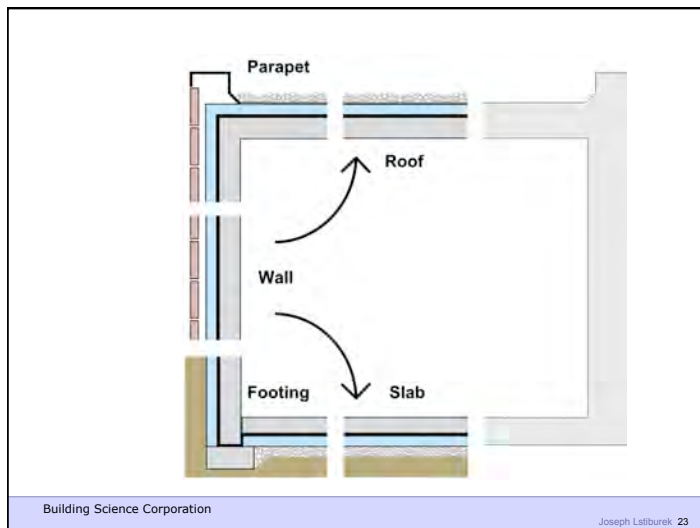 Parapet
Roof
Wall
Footing
Slab
Building Science Corporation
Joseph Lstiburek 23